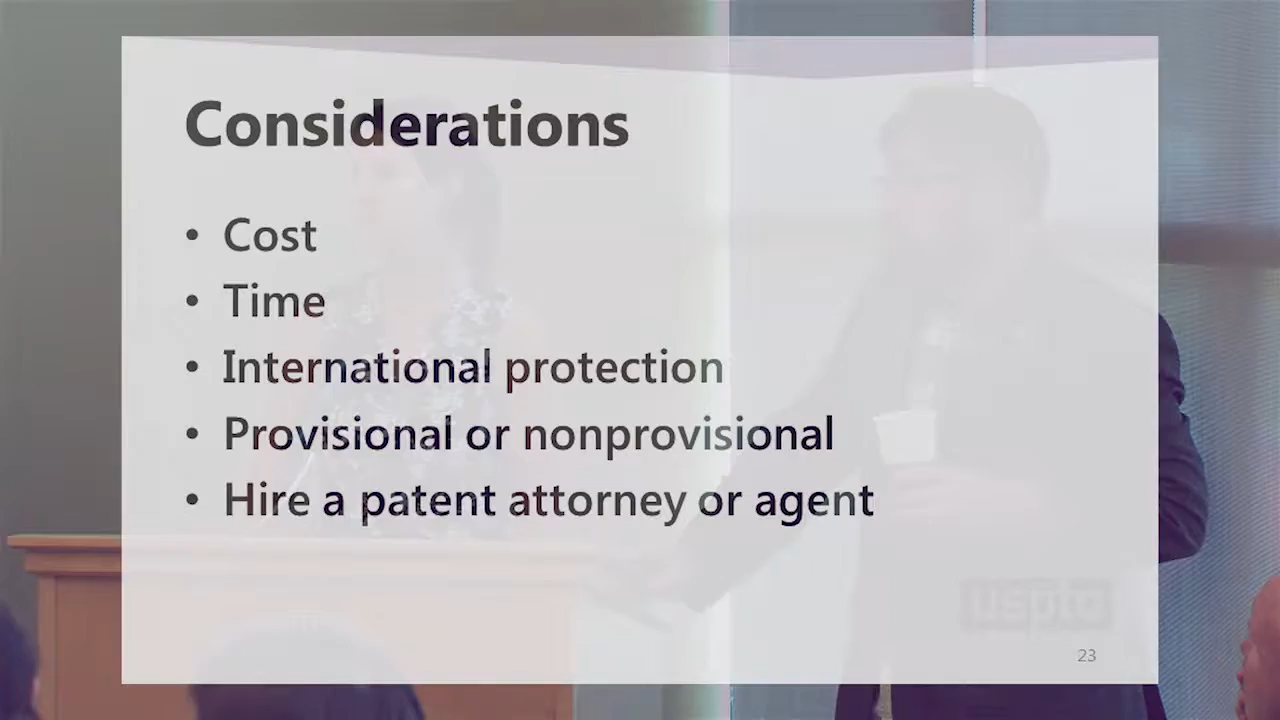 Considerations
• Cost
• Time
• International protection
• Provisional or nonprovisional
• Hire a patent attorney or agent
uspto
23